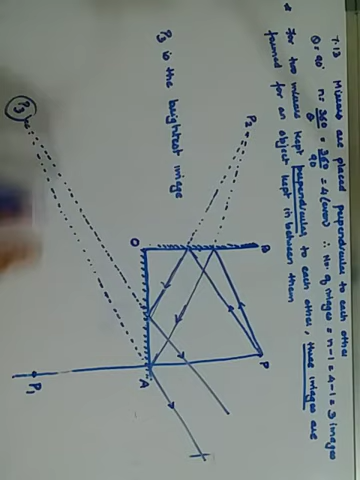 7.13 Mirrors are placed perpendicular to each other
θ = 90° n = 360/θ = 360/90 = 4 (even) ∴ No. of images = n-1 = 4-1 = 3 images
* For two mirrors kept perpendicular to each other, three images are
formed for an object kept in between them
P2
B
P
O
A
P1
P3
P3 is the brightest image